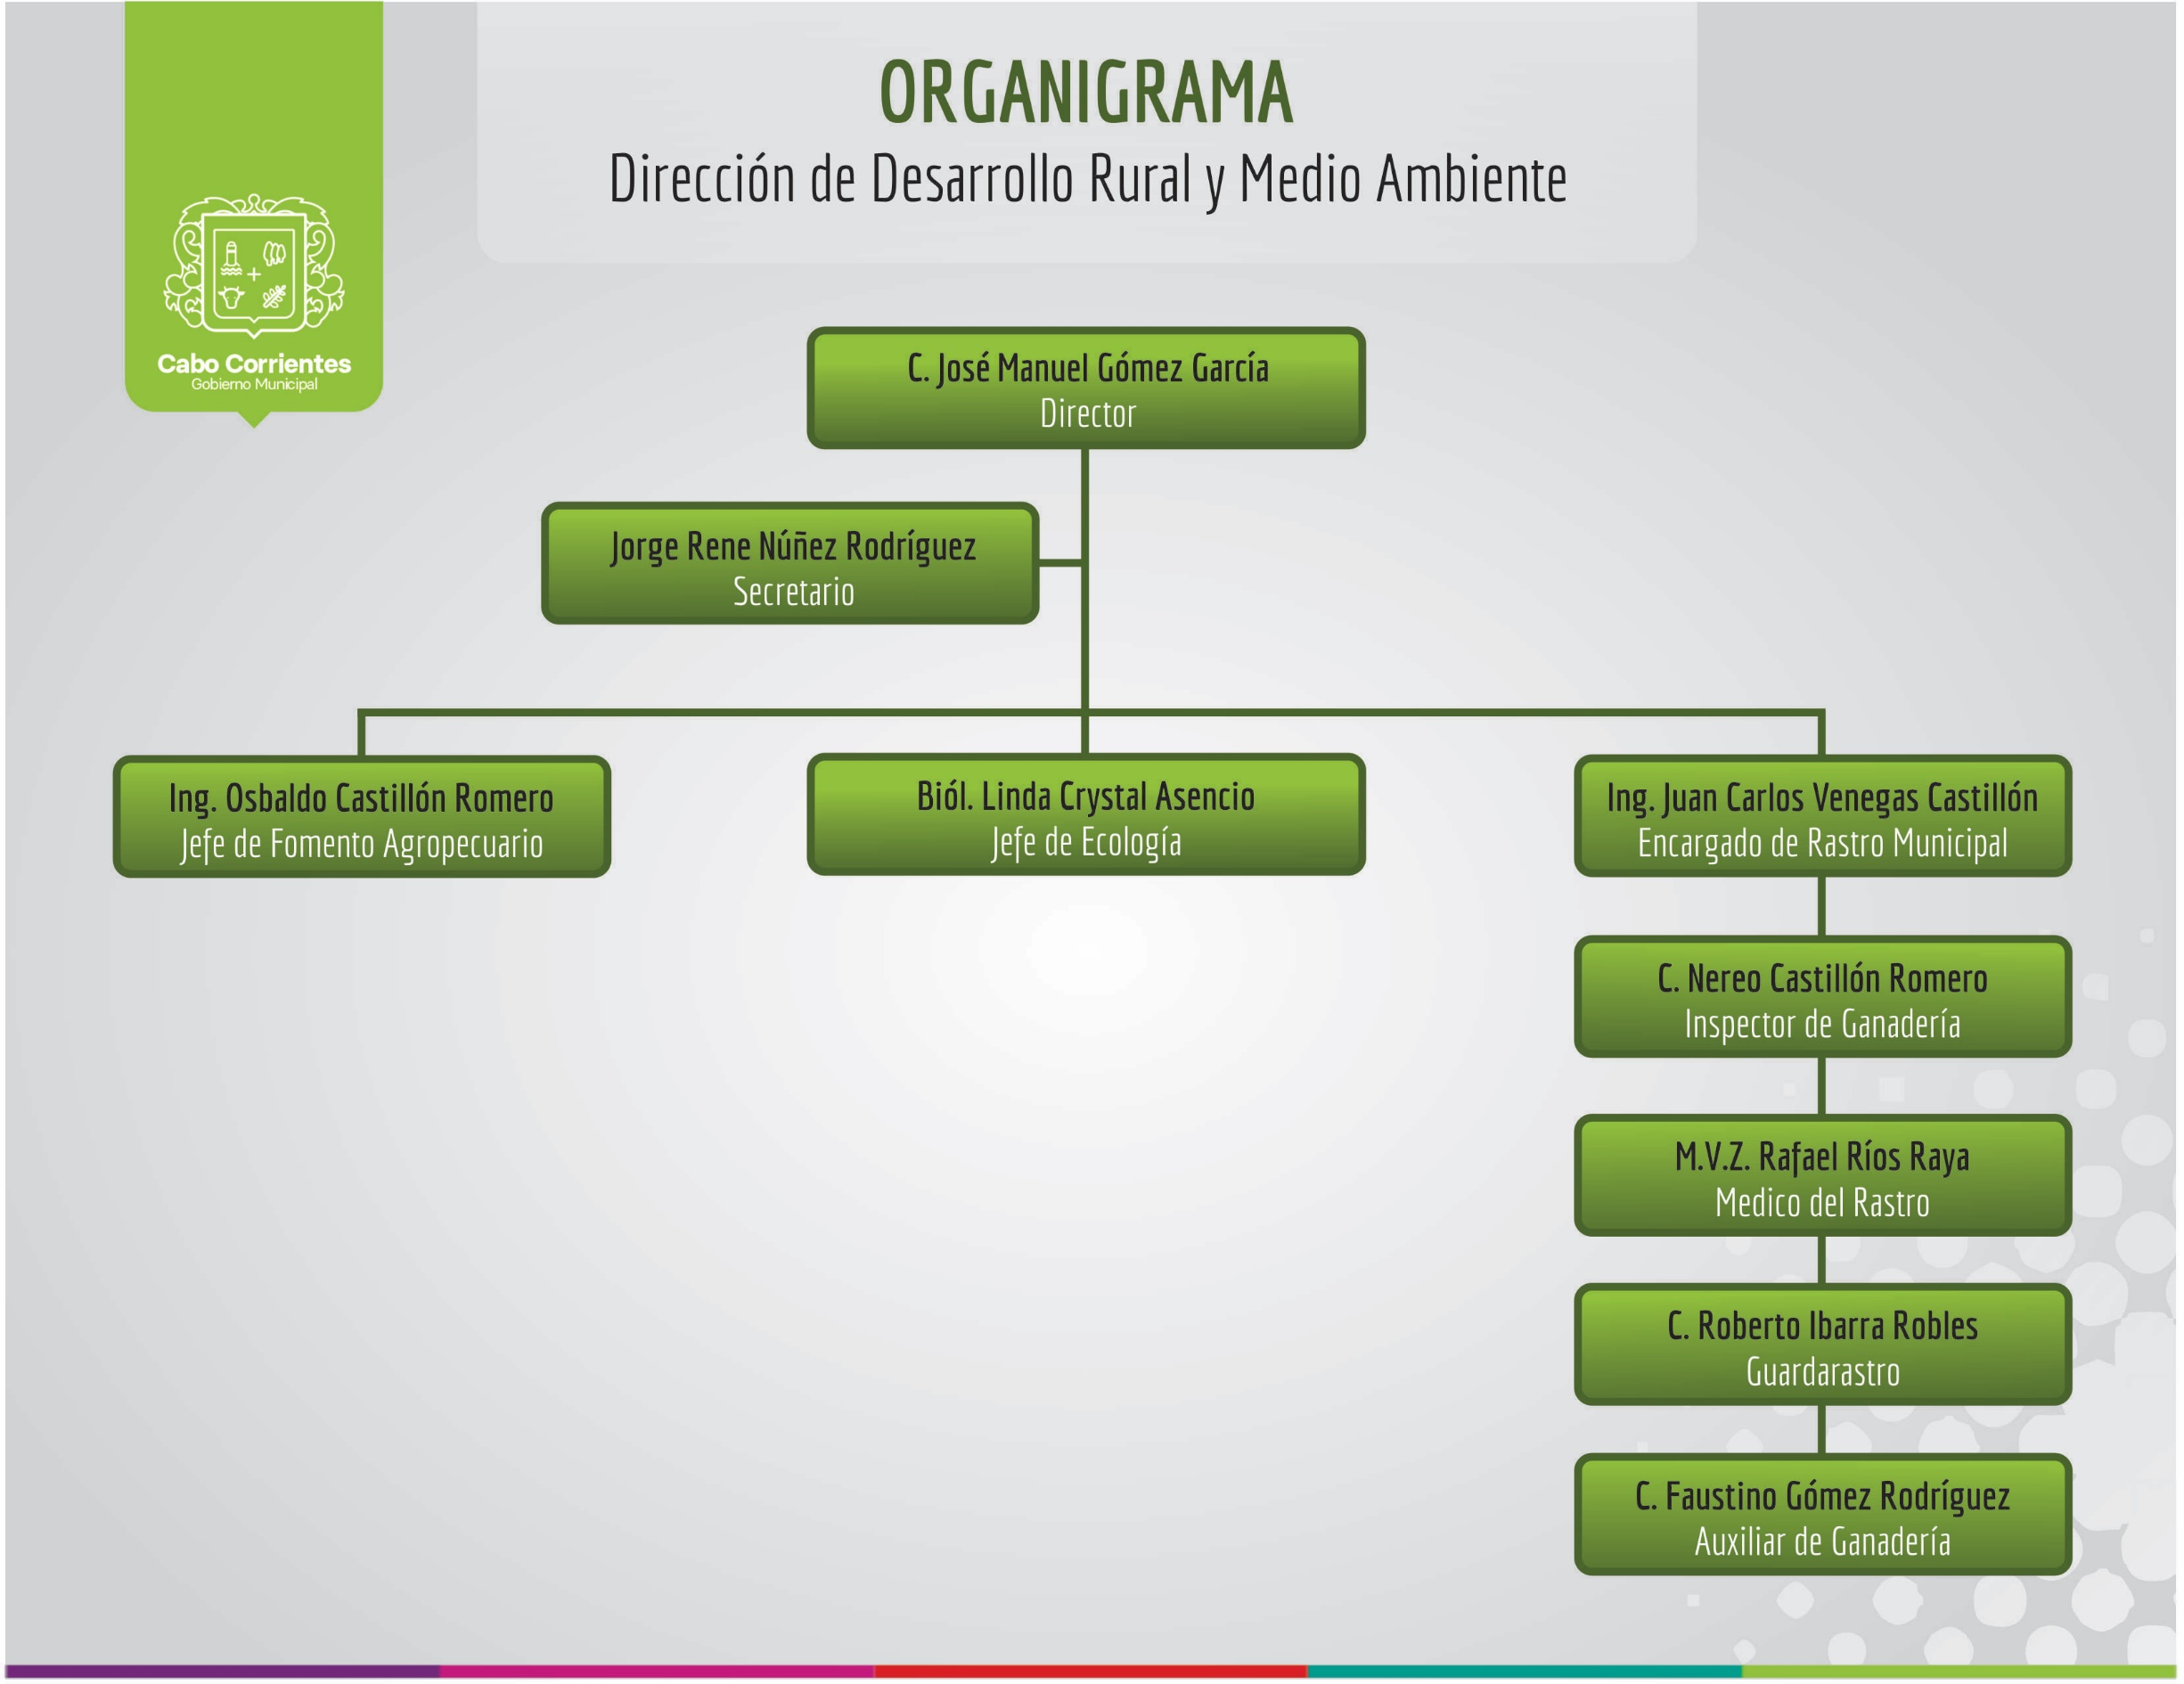 ORGANIGRAMA
Dirección de Desarrollo Rural y Medio Ambiente
Cabo Corrientes
Gobierno Municipal
C. José Manuel Gómez García
Director
Jorge Rene Núñez Rodríguez
Secretario
Ing. Osbaldo Castillón Romero
Jefe de Fomento Agropecuario
Biól. Linda Crystal Asencio
Jefe de Ecología
Ing. Juan Carlos Venegas Castillón
Encargado de Rastro Municipal
C. Nereo Castillón Romero
Inspector de Ganadería
M.V.Z. Rafael Ríos Raya
Medico del Rastro
C. Roberto Ibarra Robles
Guardarastro
C. Faustino Gómez Rodríguez
Auxiliar de Ganadería